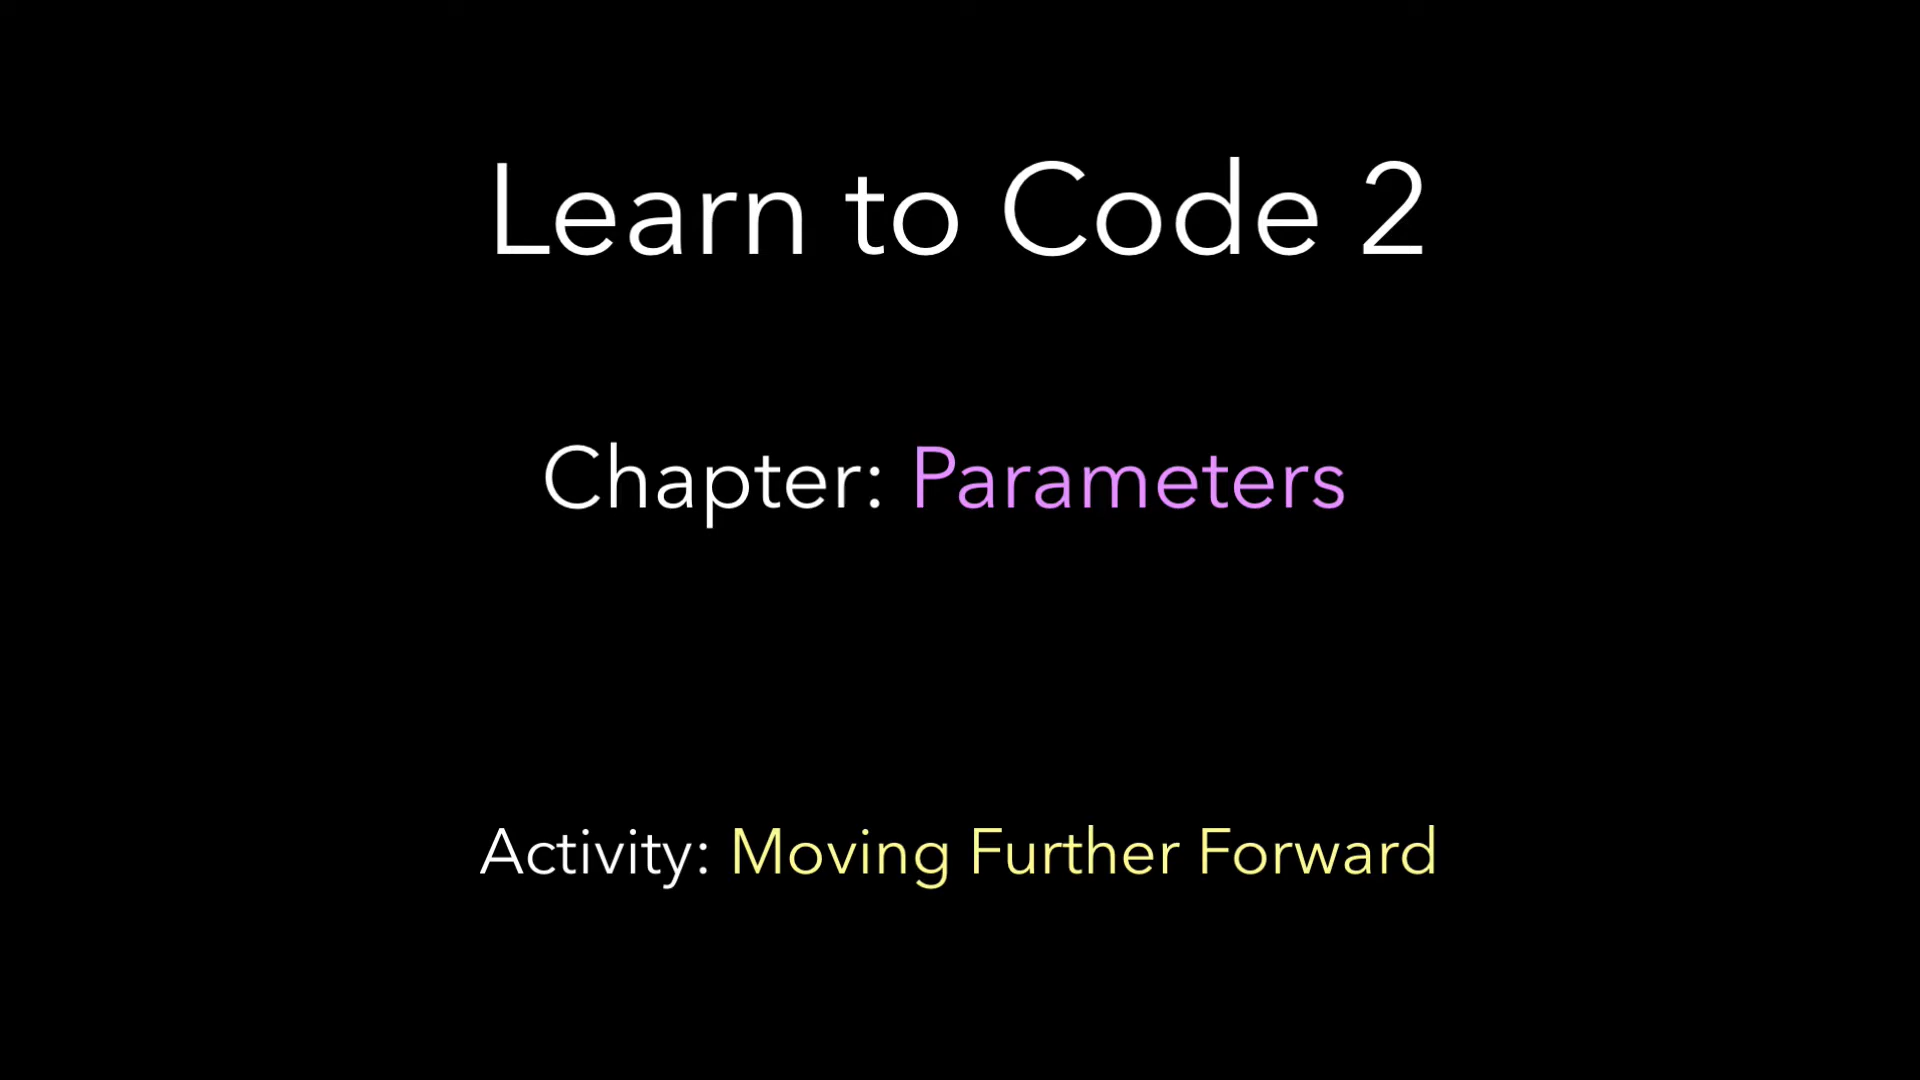 Learn to Code 2
Chapter: Parameters
Activity: Moving Further Forward